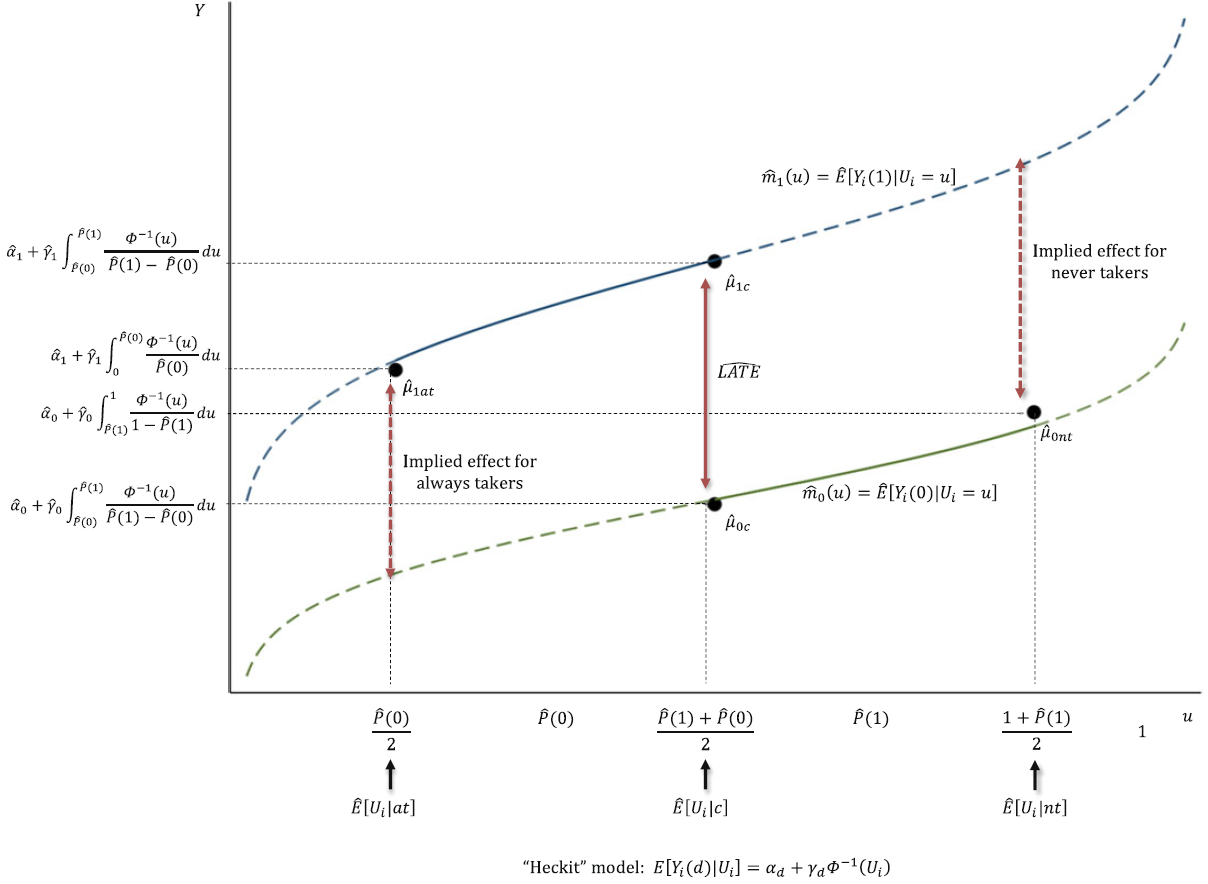 Y
m̂₁(u) = Ê[Yᵢ(1)|Uᵢ = u]
α̂₁ + γ̂₁ ∫_{P̂(0)}^{P̂(1)} Φ⁻¹(u) / (P̂(1) − P̂(0)) du
Implied effect for
never takers
μ̂₁c
α̂₁ + γ̂₁ ∫_0^{P̂(0)} Φ⁻¹(u) / P̂(0) du
LATE^
μ̂₁at
α̂₀ + γ̂₀ ∫_{P̂(1)}^1 Φ⁻¹(u) / (1 − P̂(1)) du
μ̂₀nt
Implied effect for
always takers
α̂₀ + γ̂₀ ∫_{P̂(0)}^{P̂(1)} Φ⁻¹(u) / (P̂(1) − P̂(0)) du
m̂₀(u) = Ê[Yᵢ(0)|Uᵢ = u]
μ̂₀c
P̂(0)/2 P̂(0) (P̂(1) + P̂(0))/2 P̂(1) (1 + P̂(1))/2 1 u
Ê[Uᵢ|at] Ê[Uᵢ|c] Ê[Uᵢ|nt]
“Heckit” model: E[Yᵢ(d)|Uᵢ] = α_d + γ_d Φ⁻¹(Uᵢ)